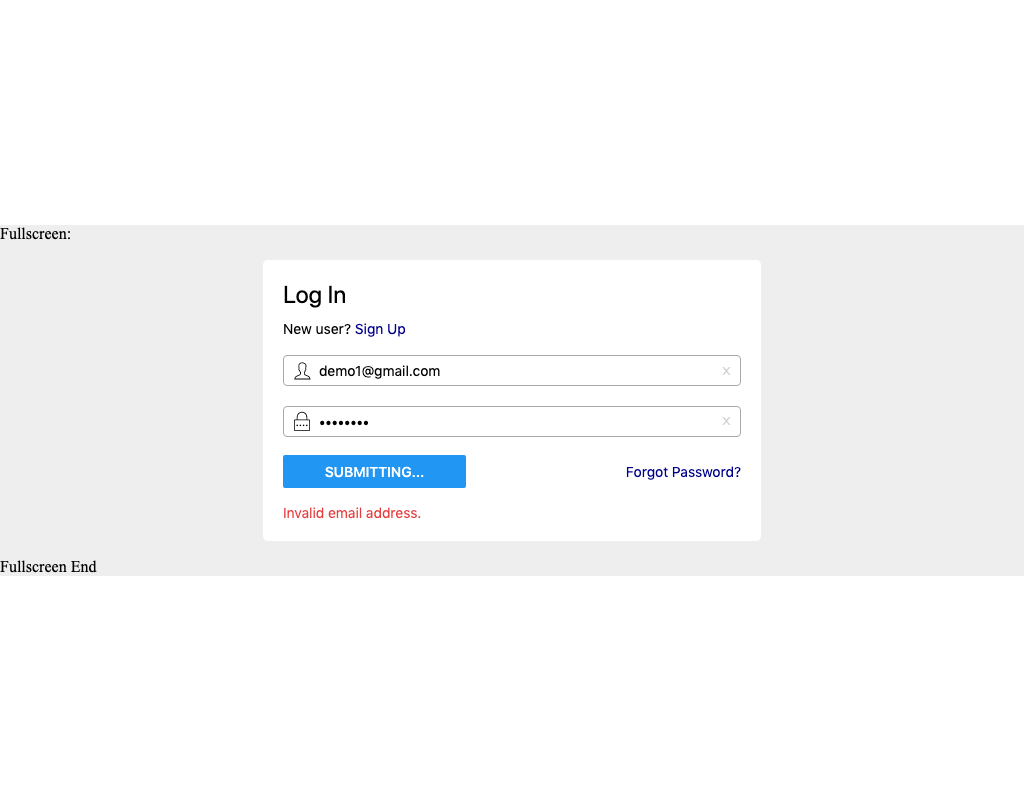 Fullscreen:
Log In
New user? Sign Up
demo1@gmail.com
x
••••••••
x
SUBMITTING...
Forgot Password?
Invalid email address.
Fullscreen End